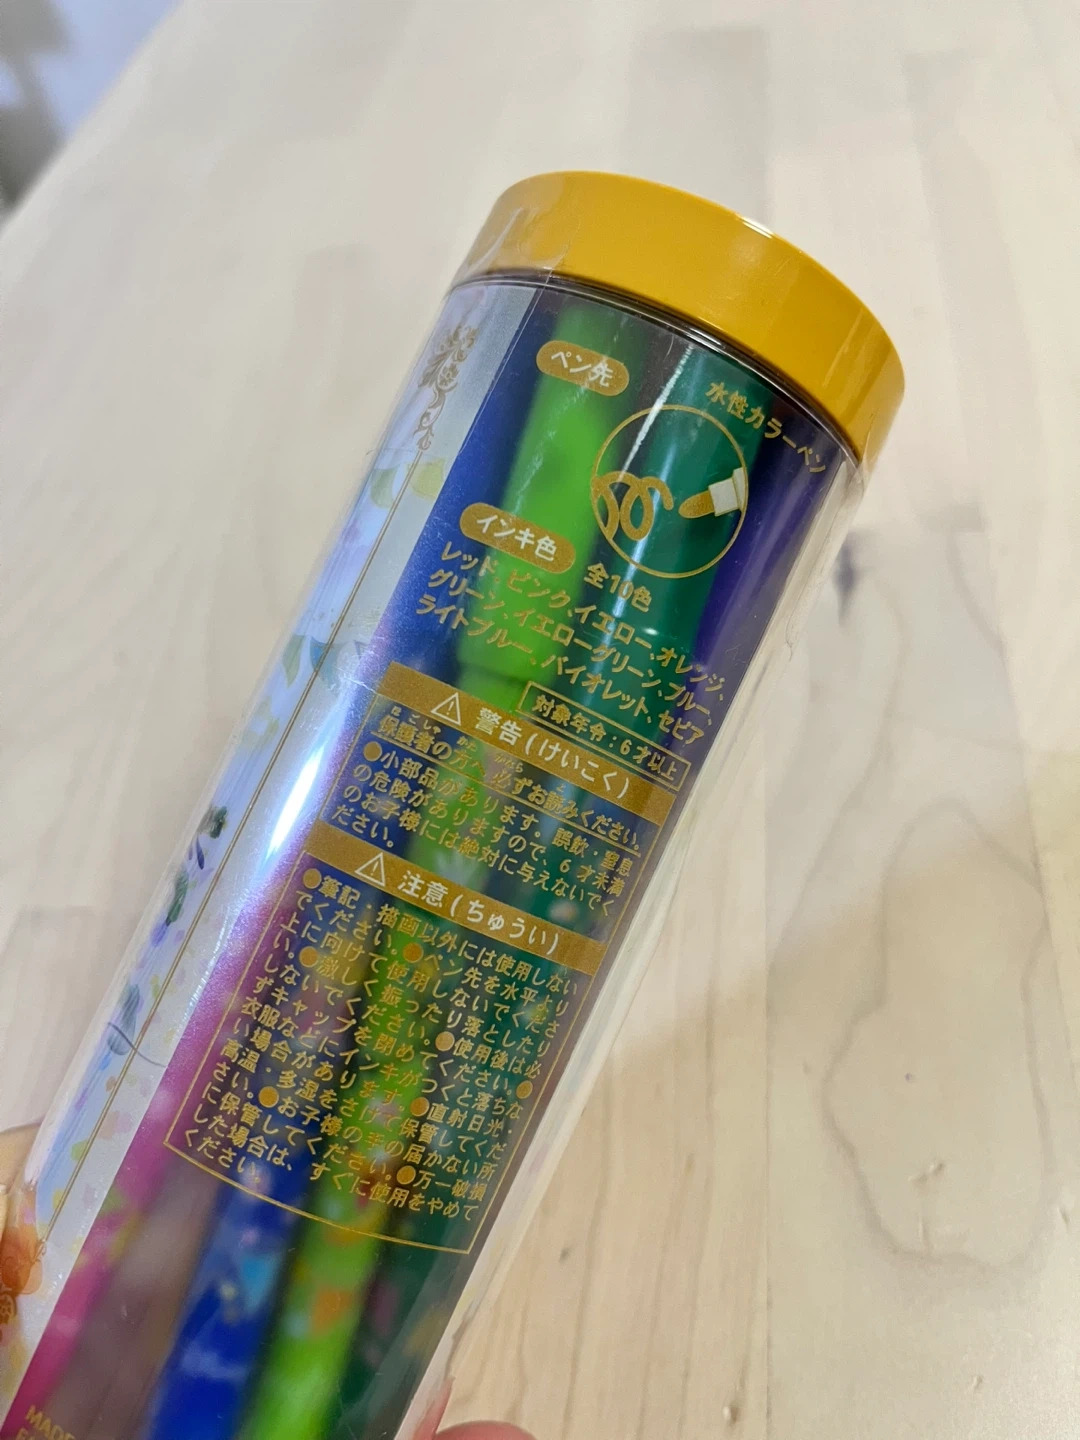 ペン先
水性カラーペン
インキ色
全10色
レッド、ピンク、イエロー、オレンジ、
グリーン、イエローグリーン、ブルー、
ライトブルー、バイオレット、セピア
対象年令：6才以上
警告(けいこく)
保護者の方へ 必ずお読みください。
●小部品があります。誤飲・窒息
の危険がありますので、6才未満
のお子様には絶対に与えないでく
ださい。
注意(ちゅうい)
●筆記・描画以外には使用しない
でください。●ペン先を水平より
上に向けて使用しないでくださ
い。●激しく振ったり落としたり
しないでください。●使用後は必
ずキャップを閉めてください。●
衣服などにインキがつくと落ちな
い場合があります。●直射日光、
高温・多湿をさけて保管してくだ
さい。●お子様の手の届かない所
に保管してください。●万一破損
した場合は、すぐに使用をやめて
ください。
MADE